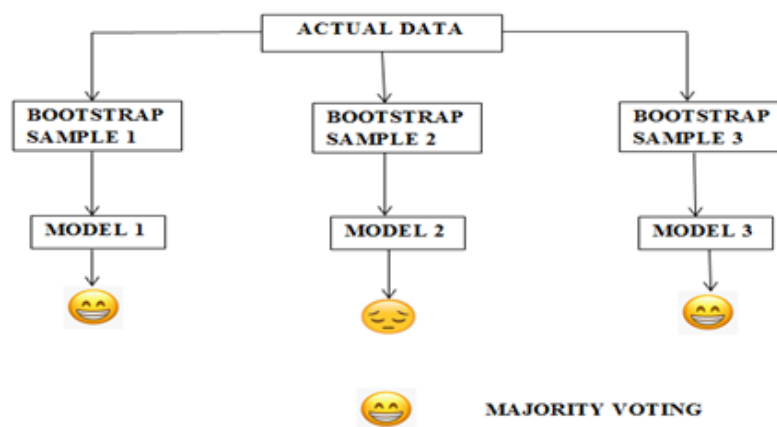 ACTUAL DATA
BOOTSTRAP
SAMPLE 1
BOOTSTRAP
SAMPLE 2
BOOTSTRAP
SAMPLE 3
MODEL 1
MODEL 2
MODEL 3
MAJORITY VOTING